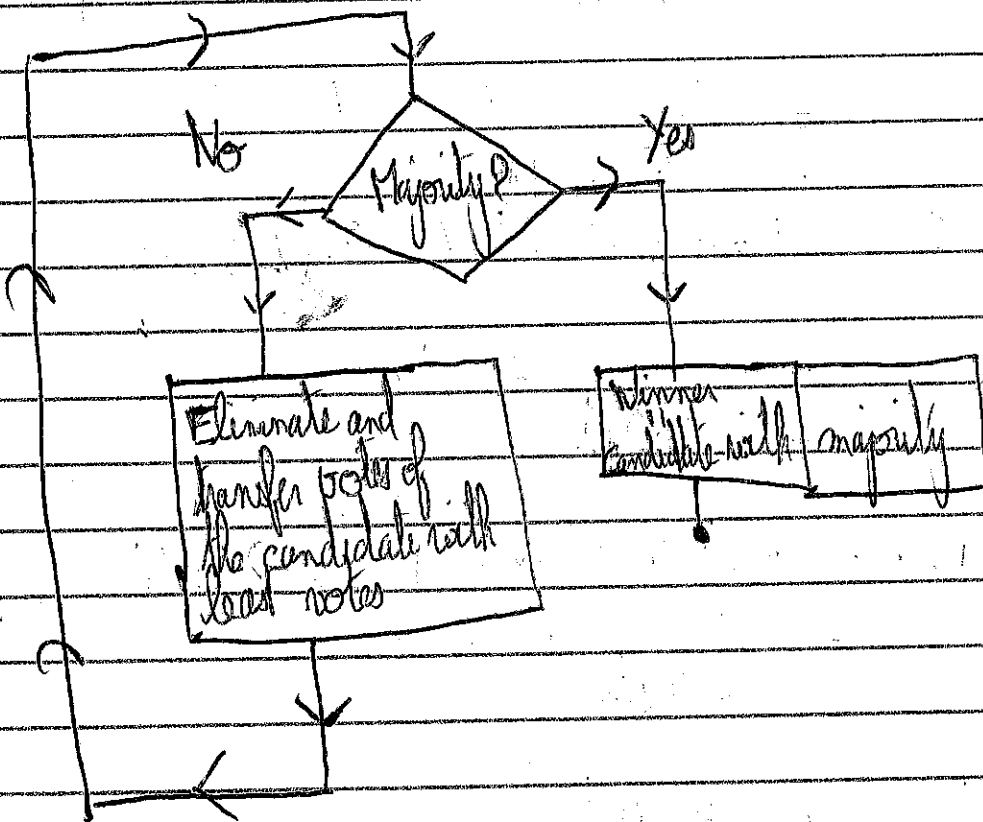 No
Yes
Majority?
Eliminate and
transfer votes of
the candidate with
least votes
Winner
"
candidate with majority